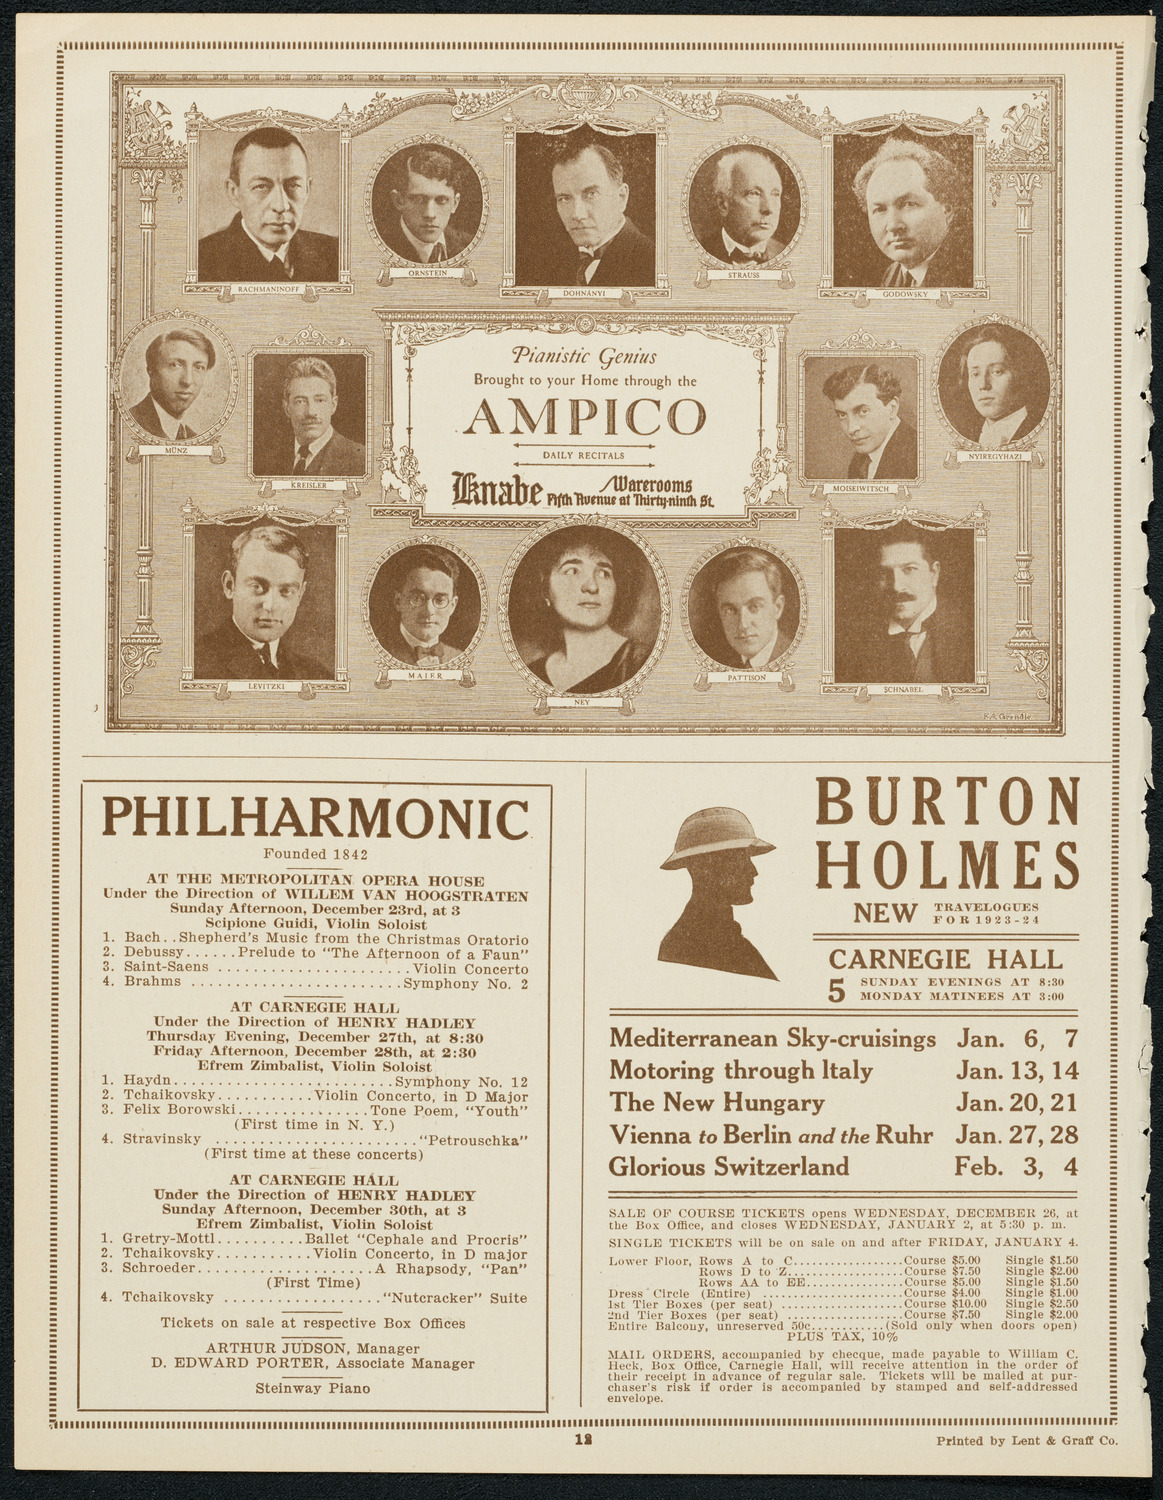 RACHMANINOFF
ORNSTEIN
DOHNÁNYI
STRAUSS
GODOWSKY
MÜNZ
KREISLER
Pianistic Genius
Brought to your Home through the
AMPICO
DAILY RECITALS
Knabe Warerooms
Fifth Avenue at Thirty-ninth St.
MOISEIWITSCH
NYIREGYHAZI
LEVITZKI
MAIER
NEY
PATTISON
SCHNABEL
PHILHARMONIC
Founded 1842
AT THE METROPOLITAN OPERA HOUSE
Under the Direction of WILLEM VAN HOOGSTRATEN
Sunday Afternoon, December 23rd, at 3
Scipione Guidi, Violin Soloist
1. Bach..Shepherd's Music from the Christmas Oratorio
2. Debussy......Prelude to "The Afternoon of a Faun"
3. Saint-Saens ......................Violin Concerto
4. Brahms ........................Symphony No. 2
AT CARNEGIE HALL
Under the Direction of HENRY HADLEY
Thursday Evening, December 27th, at 8:30
Friday Afternoon, December 28th, at 2:30
Efrem Zimbalist, Violin Soloist
1. Haydn.........................Symphony No. 12
2. Tchaikovsky...........Violin Concerto, in D Major
3. Felix Borowski...............Tone Poem, "Youth"
(First time in N. Y.)
4. Stravinsky ......................."Petrouschka"
(First time at these concerts)
AT CARNEGIE HALL
Under the Direction of HENRY HADLEY
Sunday Afternoon, December 30th, at 3
Efrem Zimbalist, Violin Soloist
1. Gretry-Mottl..........Ballet "Cephale and Procris"
2. Tchaikovsky...........Violin Concerto, in D major
3. Schroeder....................A Rhapsody, "Pan"
(First Time)
4. Tchaikovsky .................."Nutcracker" Suite
Tickets on sale at respective Box Offices
ARTHUR JUDSON, Manager
D. EDWARD PORTER, Associate Manager
Steinway Piano
BURTON
HOLMES
NEW TRAVELOGUES
FOR 1923-24
CARNEGIE HALL
5 SUNDAY EVENINGS AT 8:30
MONDAY MATINEES AT 3:00
Mediterranean Sky-cruisings Jan. 6, 7
Motoring through Italy Jan. 13, 14
The New Hungary Jan. 20, 21
Vienna to Berlin and the Ruhr Jan. 27, 28
Glorious Switzerland Feb. 3, 4
SALE OF COURSE TICKETS opens WEDNESDAY, DECEMBER 26, at
the Box Office, and closes WEDNESDAY, JANUARY 2, at 5:30 p. m.
SINGLE TICKETS will be on sale on and after FRIDAY, JANUARY 4.
Lower Floor, Rows A to C..................Course $5.00 Single $1.50
Rows D to Z...................Course $7.50 Single $2.00
Rows AA to EE................Course $5.00 Single $1.50
Dress Circle (Entire) .......................Course $4.00 Single $1.00
1st Tier Boxes (per seat) ....................Course $10.00 Single $2.50
2nd Tier Boxes (per seat) ...................Course $7.50 Single $2.00
Entire Balcony, unreserved 50c............(Sold only when doors open)
PLUS TAX, 10%
MAIL ORDERS, accompanied by checque, made payable to William C.
Heck, Box Office, Carnegie Hall, will receive attention in the order of
their receipt in advance of regular sale. Tickets will be mailed at pur-
chaser's risk if order is accompanied by stamped and self-addressed
envelope.
Printed by Lent & Graff Co.